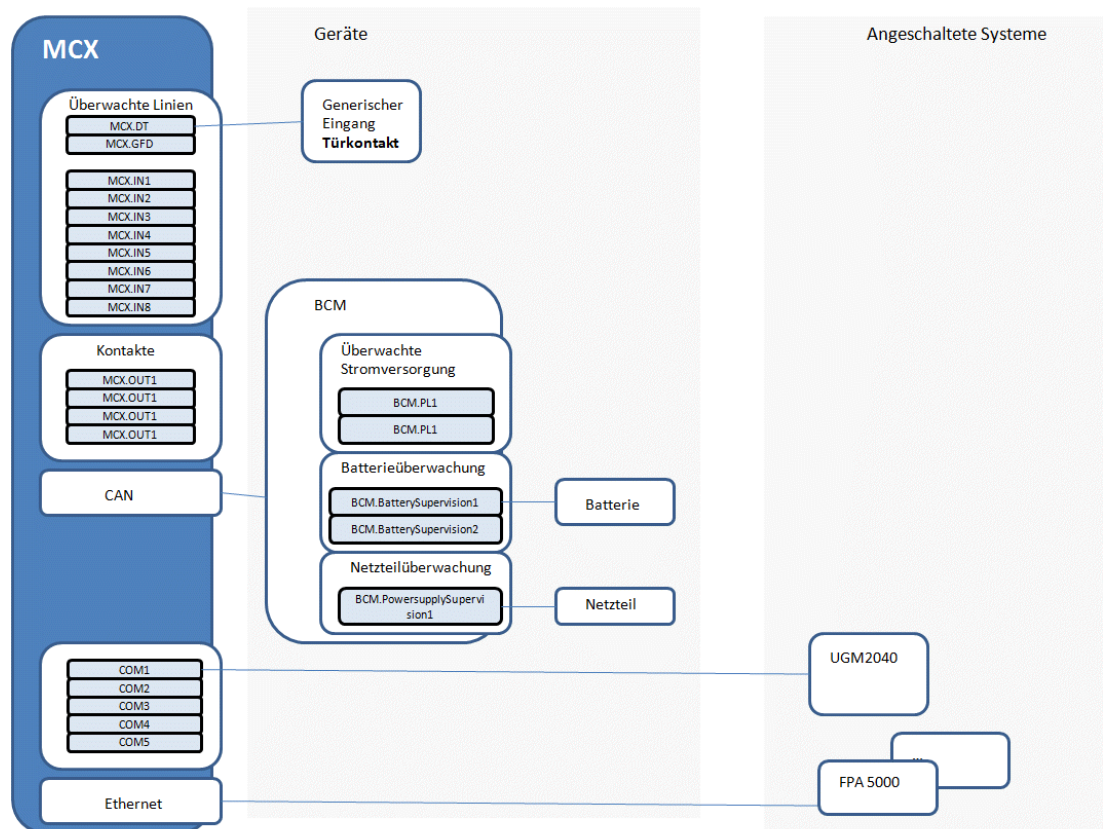 MCX
Geräte
Angeschaltete Systeme
Überwachte Linien
MCX.DT
MCX.GFD
MCX.IN1
MCX.IN2
MCX.IN3
MCX.IN4
MCX.IN5
MCX.IN6
MCX.IN7
MCX.IN8
Generischer
Eingang
Türkontakt
Kontakte
MCX.OUT1
MCX.OUT1
MCX.OUT1
MCX.OUT1
CAN
BCM
Überwachte
Stromversorgung
BCM.PL1
BCM.PL1
Batterieüberwachung
BCM.BatterySupervision1
BCM.BatterySupervision2
Batterie
Netzteilüberwachung
BCM.PowersupplySupervi
sion1
Netzteil
COM1
COM2
COM3
COM4
COM5
UGM2040
...
FPA 5000
Ethernet